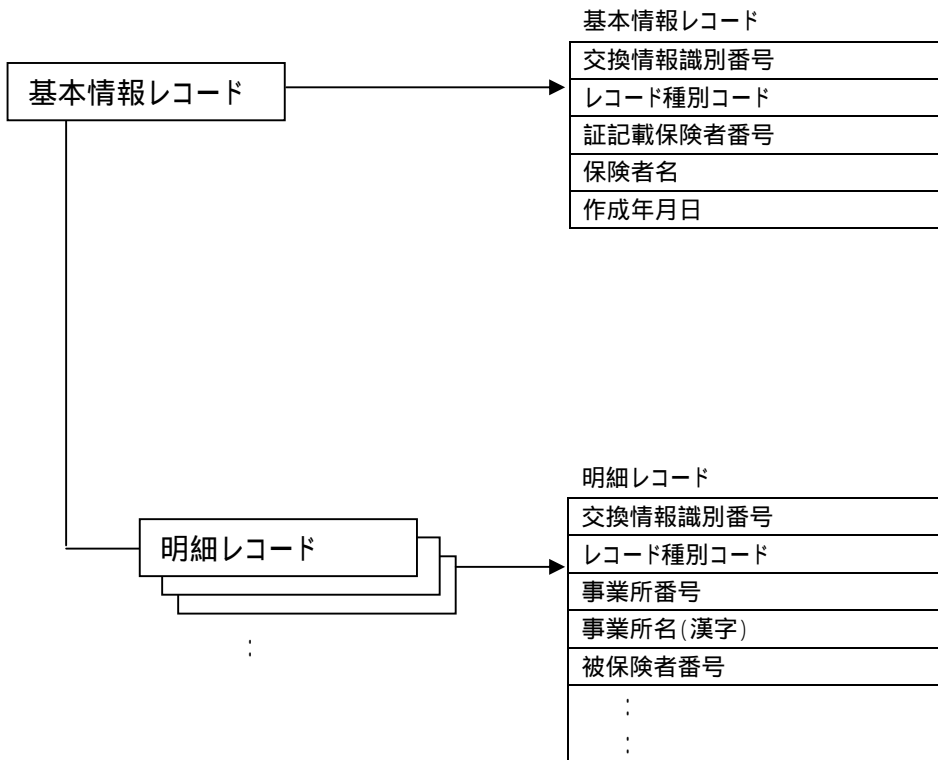 基本情報レコード
基本情報レコード
交換情報識別番号
レコード種別コード
証記載保険者番号
保険者名
作成年月日
明細レコード
:
明細レコード
交換情報識別番号
レコード種別コード
事業所番号
事業所名(漢字)
被保険者番号
:
: